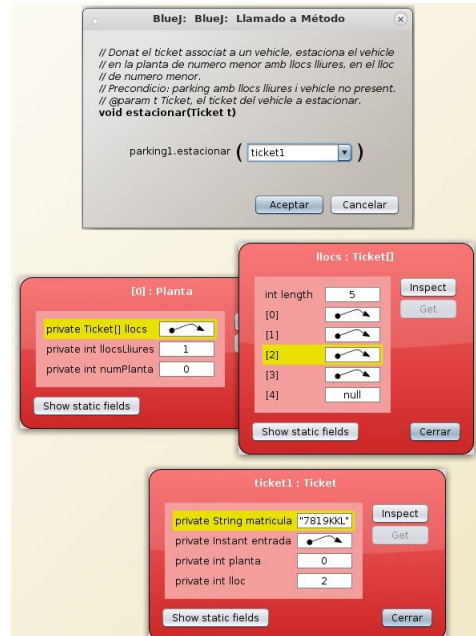 BlueJ: BlueJ: Llamado a Método
// Donat el ticket associat a un vehicle, estaciona el vehicle
// en la planta de numero menor amb llocs lliures, en el lloc
// de numero menor.
// Precondicio: parking amb llocs lliures i vehicle no present.
// @param t Ticket, el ticket del vehicle a estacionar.
void estacionar(Ticket t)
parking1.estacionar ( ticket1 )
Aceptar Cancelar
llocs : Ticket[]
int length 5
[0]
[1]
[2]
[3]
[4] null
Inspect
Get
Show static fields Cerrar
[0] : Planta
private Ticket[] llocs
private int llocsLliures 1
private int numPlanta 0
Show static fields
ticket1 : Ticket
private String matricula "7819KKL"
private Instant entrada
private int planta 0
private int lloc 2
Inspect
Get
Show static fields Cerrar